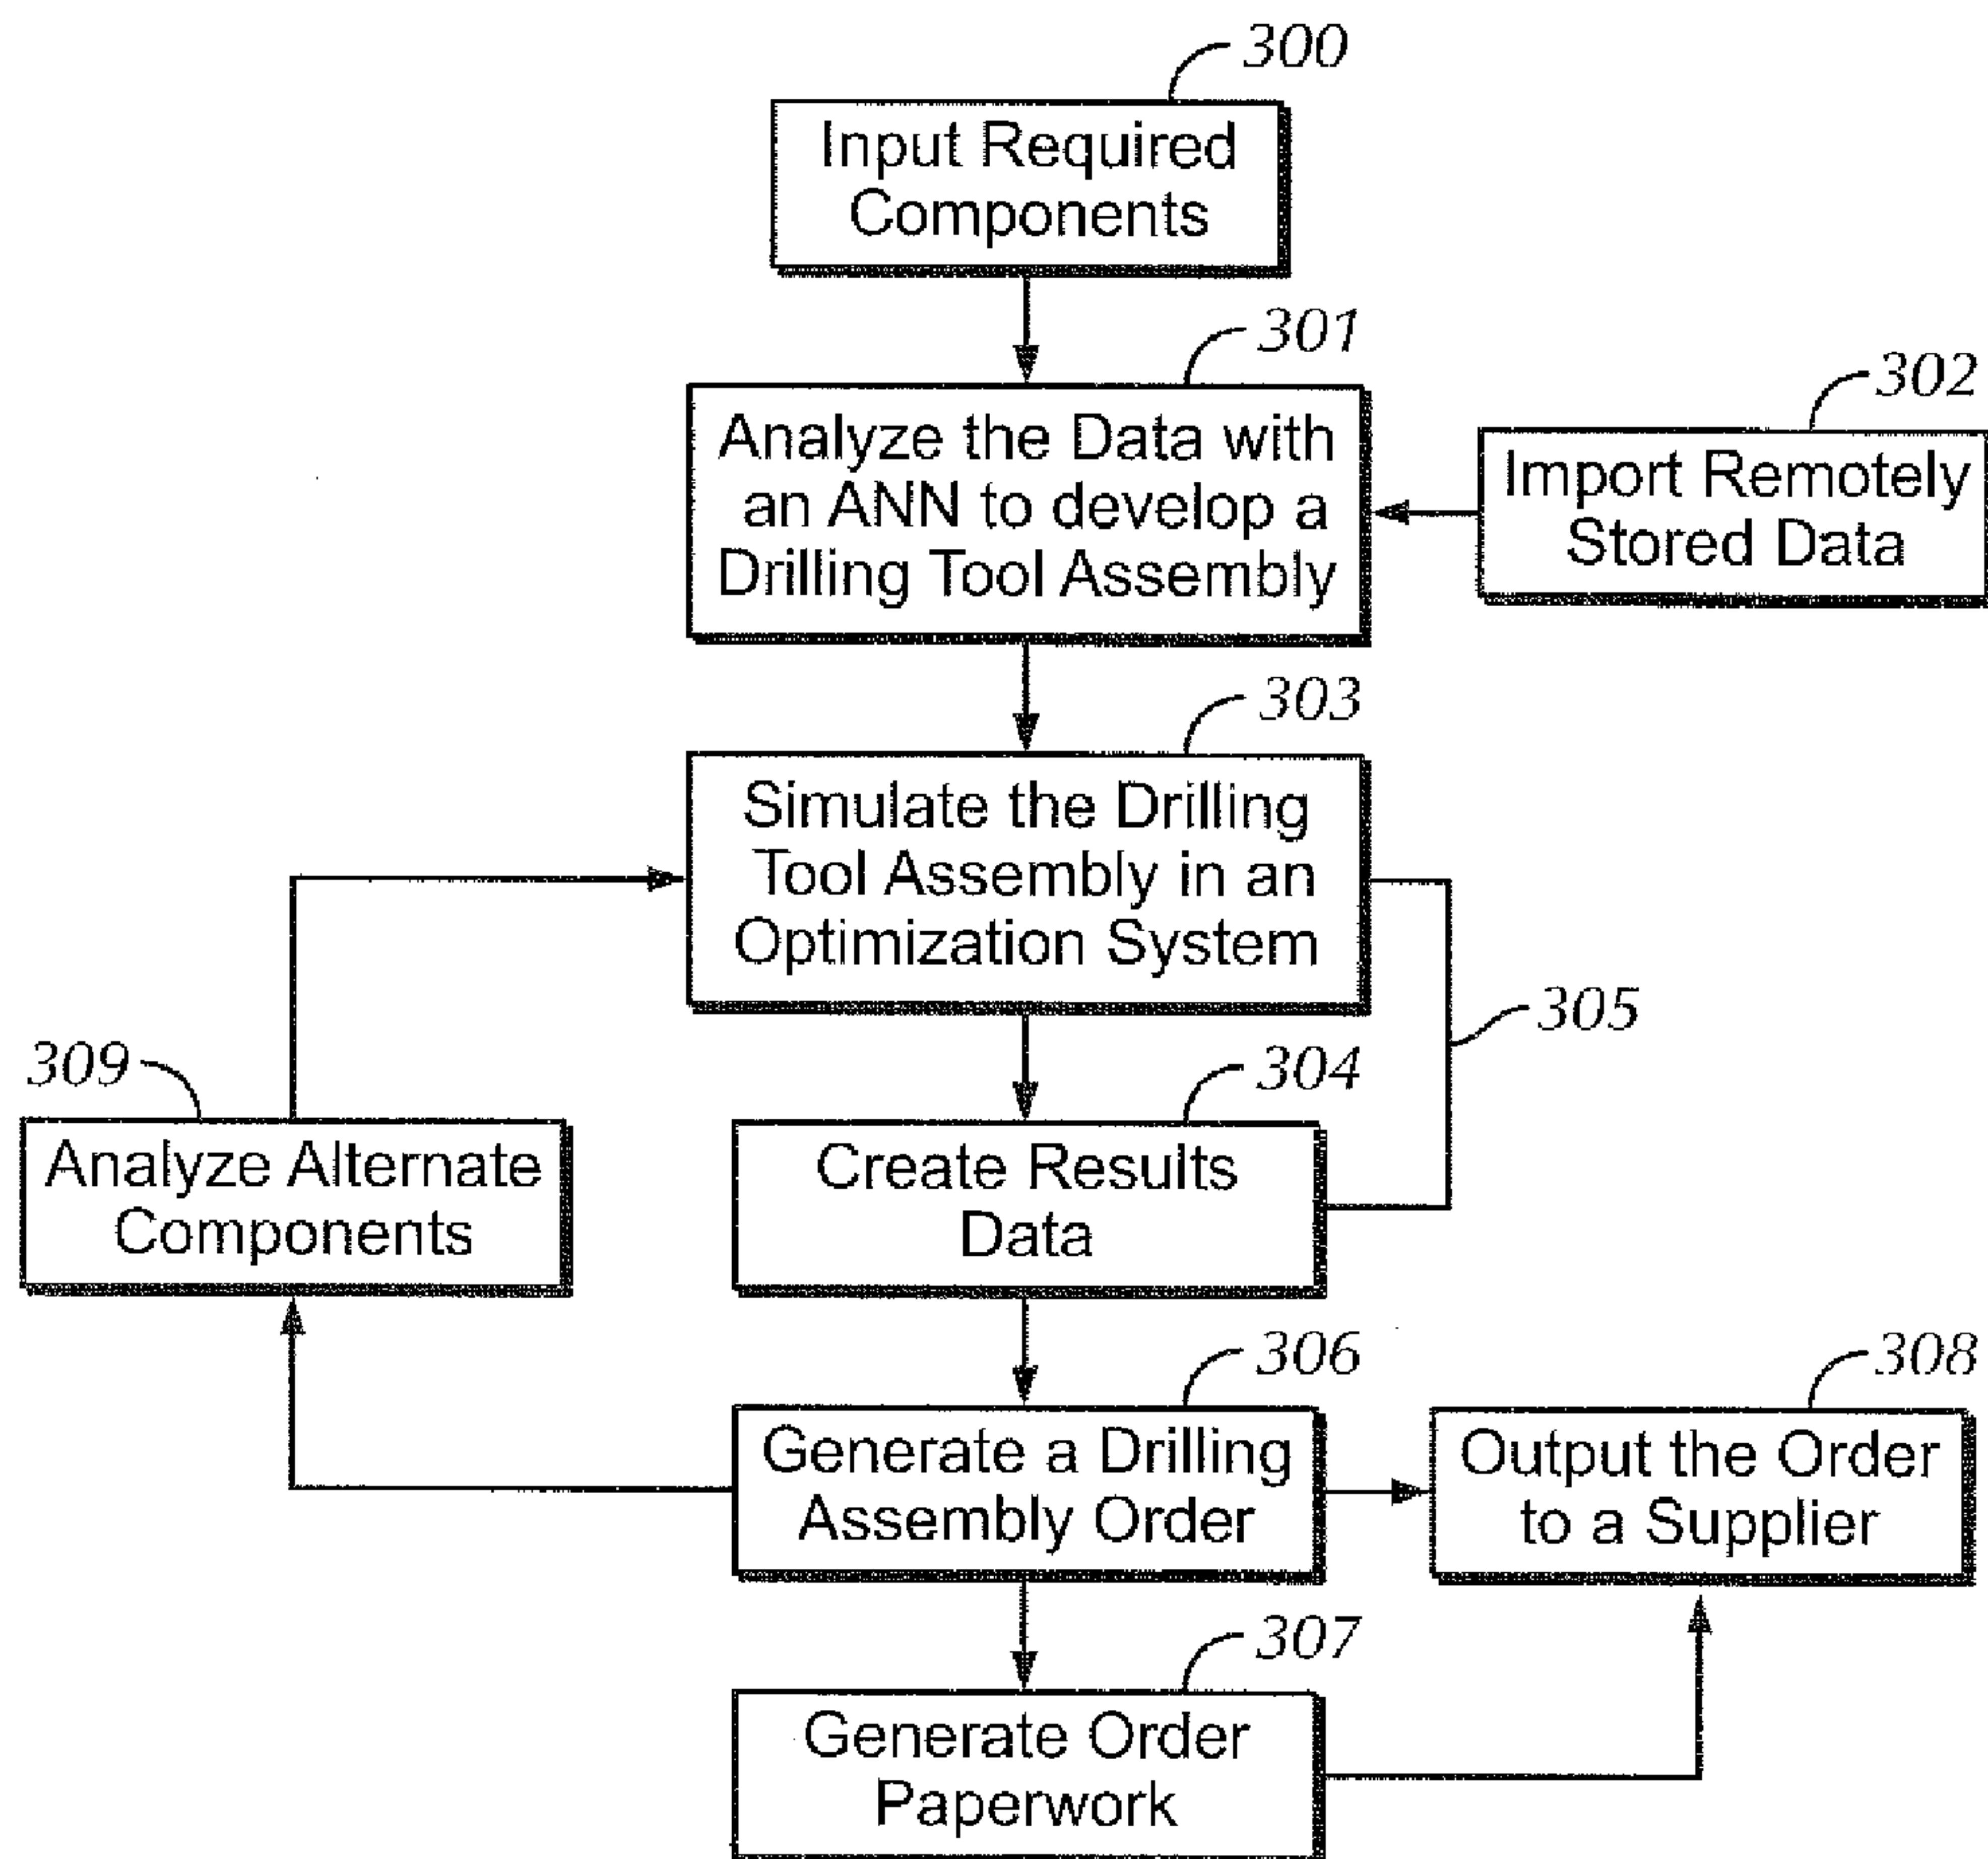 300
Input Required
Components
301
Analyze the Data with
an ANN to develop a
Drilling Tool Assembly
302
Import Remotely
Stored Data
303
Simulate the Drilling
Tool Assembly in an
Optimization System
305
309
Analyze Alternate
Components
304
Create Results
Data
306
Generate a Drilling
Assembly Order
308
Output the Order
to a Supplier
307
Generate Order
Paperwork